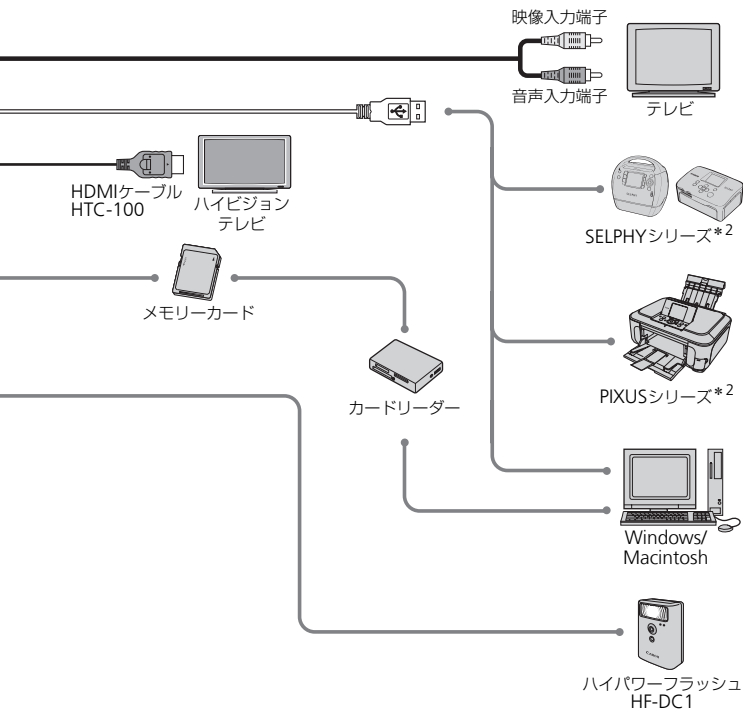 映像入力端子
音声入力端子
テレビ
HDMIケーブル
HTC-100
ハイビジョン
テレビ
SELPHYシリーズ*2
メモリーカード
カードリーダー
PIXUSシリーズ*2
Windows/
Macintosh
Canon
ハイパワーフラッシュ
HF-DC1